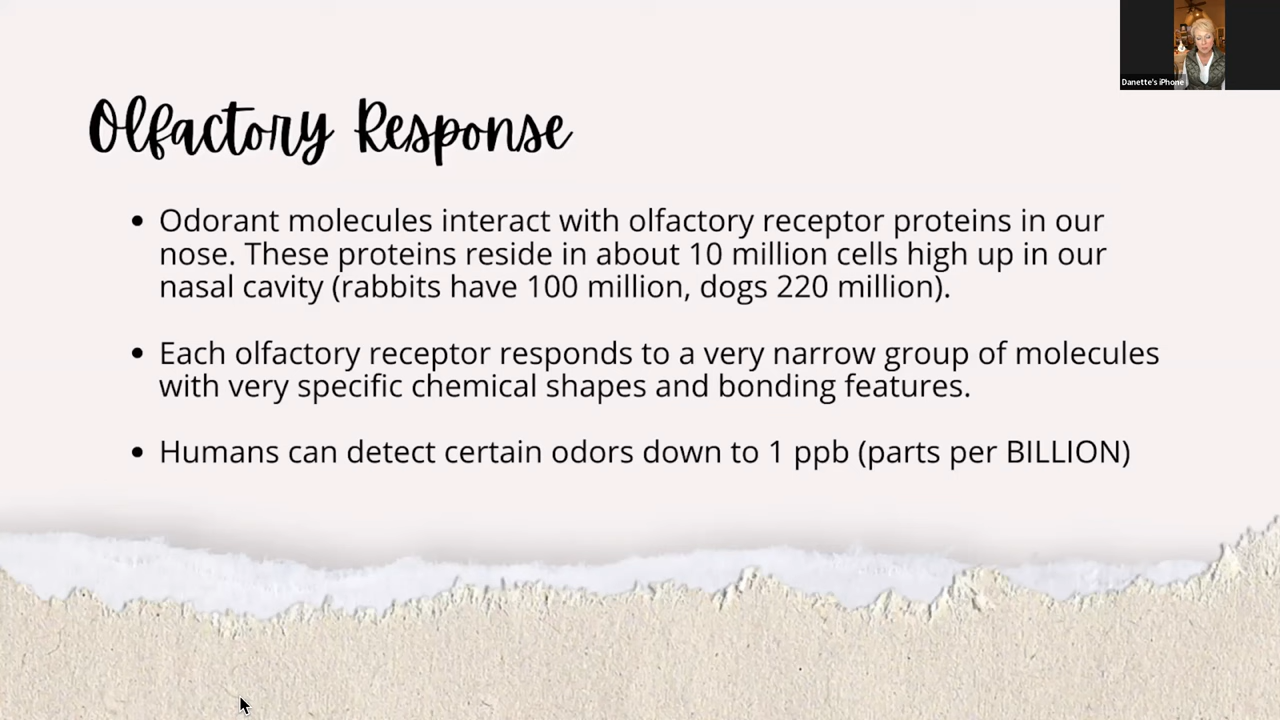 Danette's iPhone
Olfactory Response
• Odorant molecules interact with olfactory receptor proteins in our
nose. These proteins reside in about 10 million cells high up in our
nasal cavity (rabbits have 100 million, dogs 220 million).
• Each olfactory receptor responds to a very narrow group of molecules
with very specific chemical shapes and bonding features.
• Humans can detect certain odors down to 1 ppb (parts per BILLION)